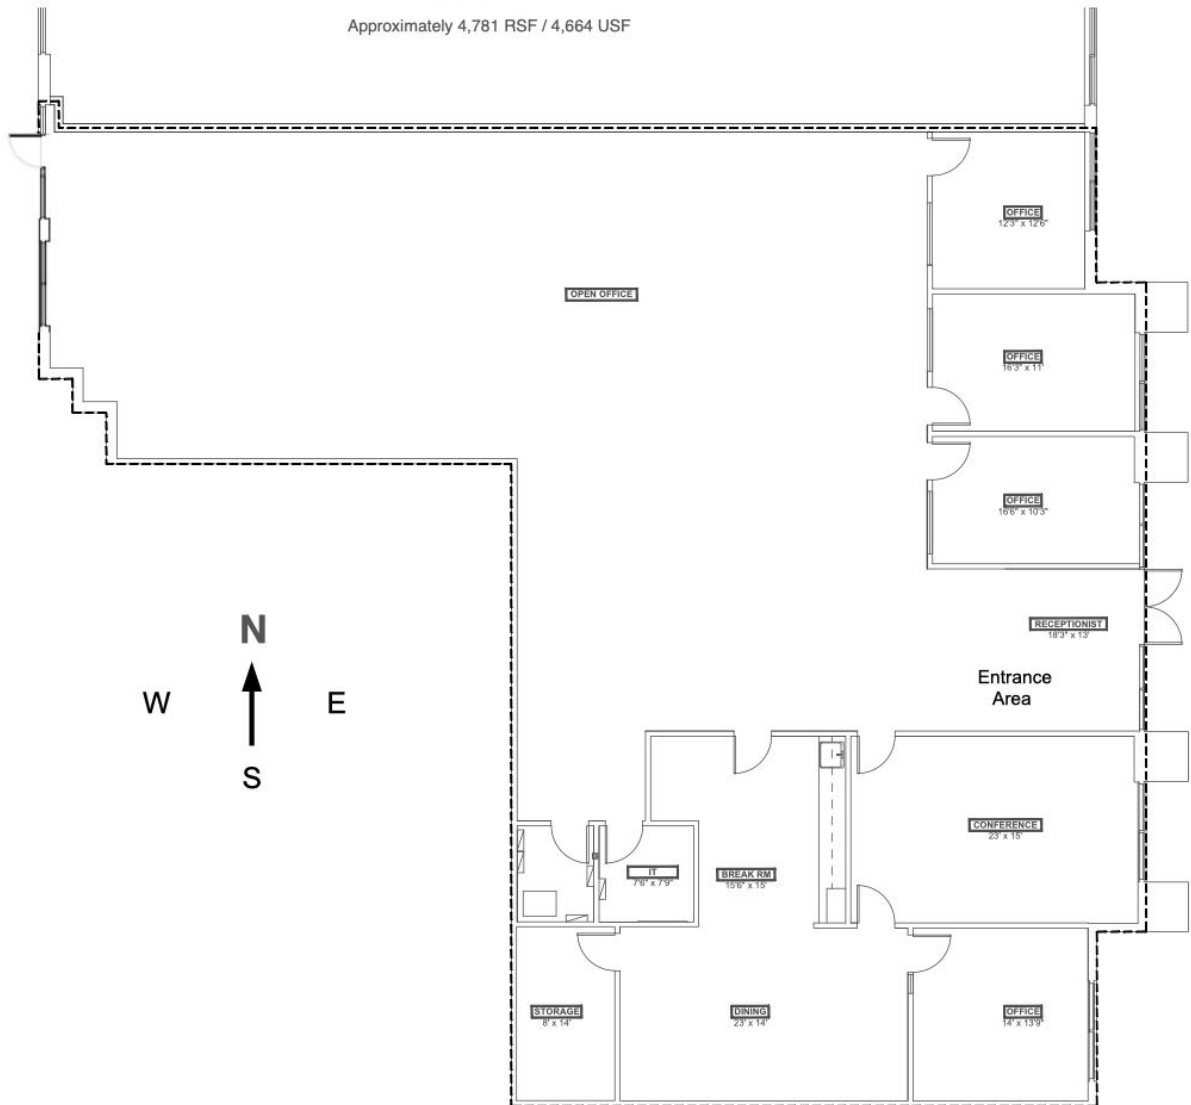 Approximately 4,781 RSF / 4,664 USF
OFFICE
12'3" x 12'6"
OPEN OFFICE
OFFICE
16'3" x 11'
OFFICE
16'6" x 10'3"
RECEPTIONIST
18'3" x 13'
Entrance
Area
N
W
E
S
CONFERENCE
23' x 15'
IT
7'6" x 7'9"
BREAK RM
15'6" x 15'
STORAGE
8' x 14'
DINING
23' x 14'
OFFICE
14' x 13'9"